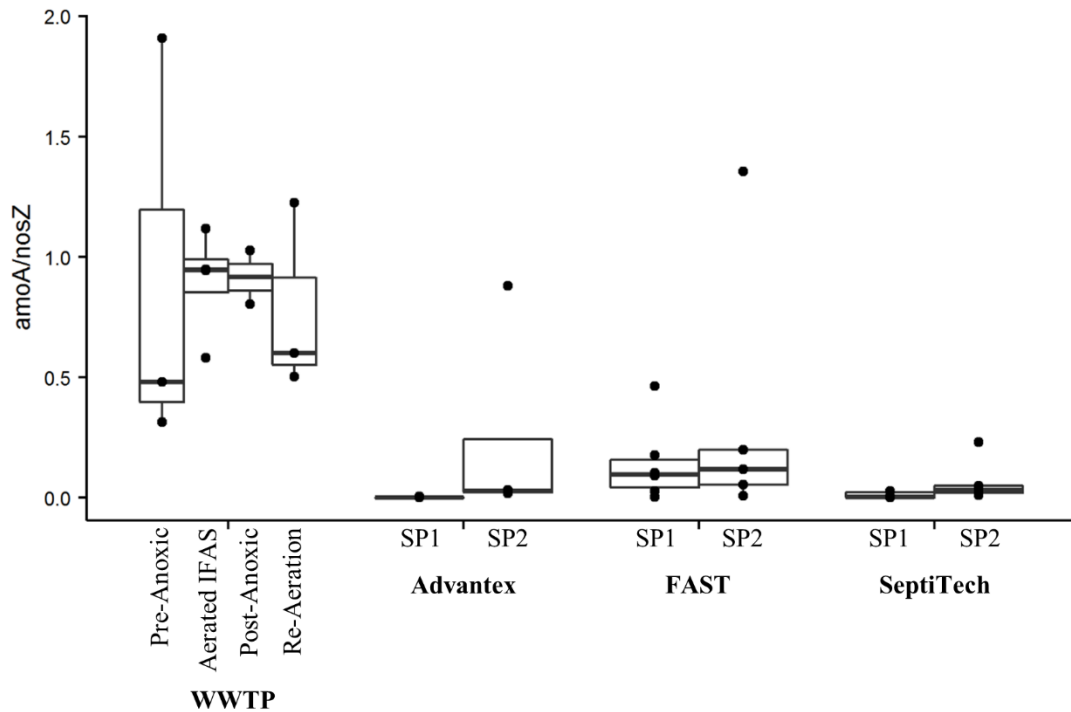 2.0
1.5
1.0
0.5
0.0
amoA/nosZ
Pre-Anoxic
Aerated IFAS
Post-Anoxic
Re-Aeration
WWTP
SP1 SP2
Advantex
SP1 SP2
FAST
SP1 SP2
SeptiTech